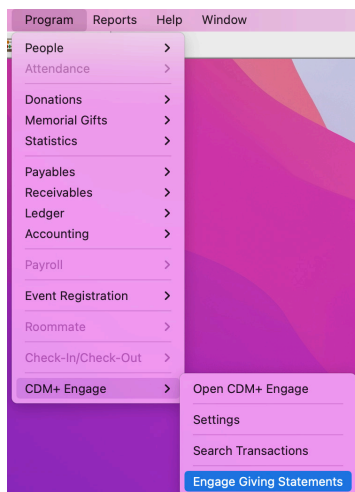 Program Reports Help Window
People
Attendance
Donations
Memorial Gifts
Statistics
Payables
Receivables
Ledger
Accounting
Payroll
Event Registration
Roommate
Check-In/Check-Out
CDM+ Engage
Open CDM+ Engage
Settings
Search Transactions
Engage Giving Statements